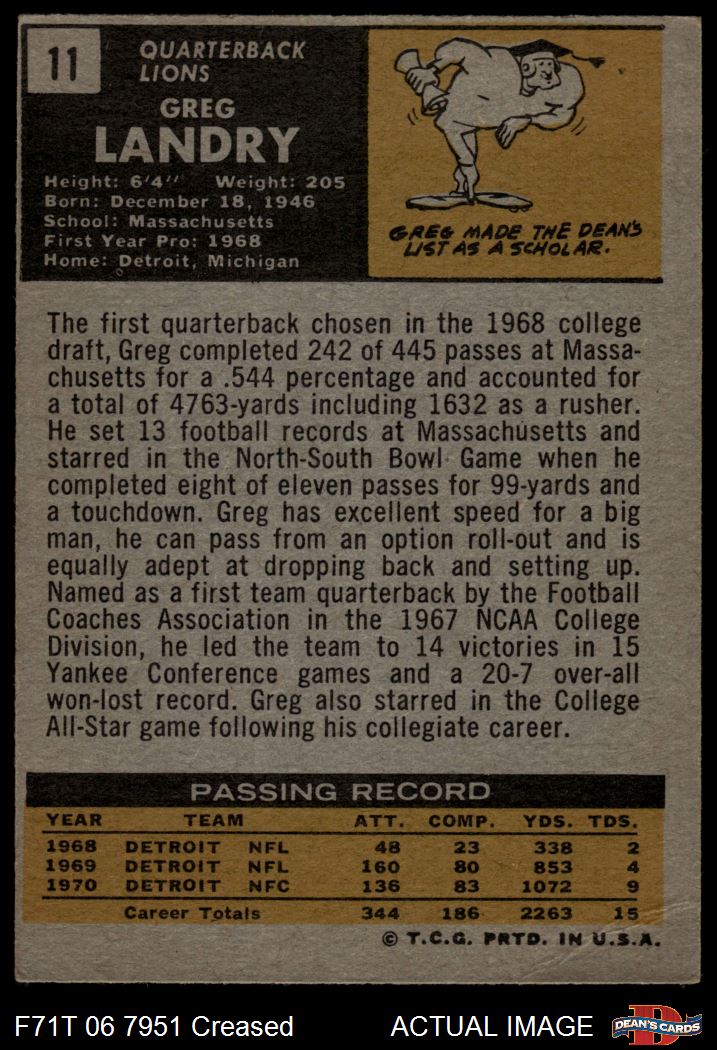 11
QUARTERBACK
LIONS
GREG
LANDRY
Height: 6'4'' Weight: 205
Born: December 18, 1946
School: Massachusetts
First Year Pro: 1968
Home: Detroit, Michigan
GREG MADE THE DEAN'S
LIST AS A SCHOLAR.
The first quarterback chosen in the 1968 college
draft, Greg completed 242 of 445 passes at Massa-
chusetts for a .544 percentage and accounted for
a total of 4763-yards including 1632 as a rusher.
He set 13 football records at Massachusetts and
starred in the North-South Bowl Game when he
completed eight of eleven passes for 99-yards and
a touchdown. Greg has excellent speed for a big
man, he can pass from an option roll-out and is
equally adept at dropping back and setting up.
Named as a first team quarterback by the Football
Coaches Association in the 1967 NCAA College
Division, he led the team to 14 victories in 15
Yankee Conference games and a 20-7 over-all
won-lost record. Greg also starred in the College
All-Star game following his collegiate career.
PASSING RECORD
YEAR TEAM ATT. COMP. YDS. TDS.
1968 DETROIT NFL 48 23 338 2
1969 DETROIT NFL 160 80 853 4
1970 DETROIT NFC 136 83 1072 9
Career Totals 344 186 2263 15
© T.C.G. PRTD. IN U.S.A.
F71T 06 7951 Creased ACTUAL IMAGE
D
DEAN'S CARDS